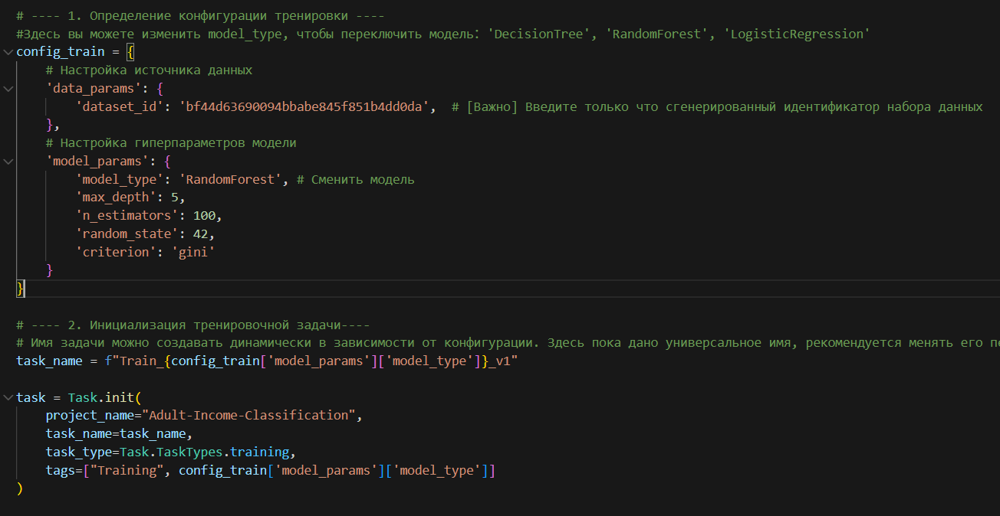 # ---- 1. Определение конфигурации тренировки ----
#Здесь вы можете изменить model_type, чтобы переключить модель: 'DecisionTree', 'RandomForest', 'LogisticRegression'
config_train = {
    # Настройка источника данных
    'data_params': {
        'dataset_id': 'bf44d63690094bbabe845f851b4dd0da',  # [Важно] Введите только что сгенерированный идентификатор набора данных
    },
    # Настройка гиперпараметров модели
    'model_params': {
        'model_type': 'RandomForest', # Сменить модель
        'max_depth': 5,
        'n_estimators': 100,
        'random_state': 42,
        'criterion': 'gini'
    }
}
# ---- 2. Инициализация тренировочной задачи----
# Имя задачи можно создавать динамически в зависимости от конфигурации. Здесь пока дано универсальное имя, рекомендуется менять его
task_name = f"Train_{config_train['model_params']['model_type']}_v1"
task = Task.init(
    project_name="Adult-Income-Classification",
    task_name=task_name,
    task_type=Task.TaskTypes.training,
    tags=["Training", config_train['model_params']['model_type']]
)